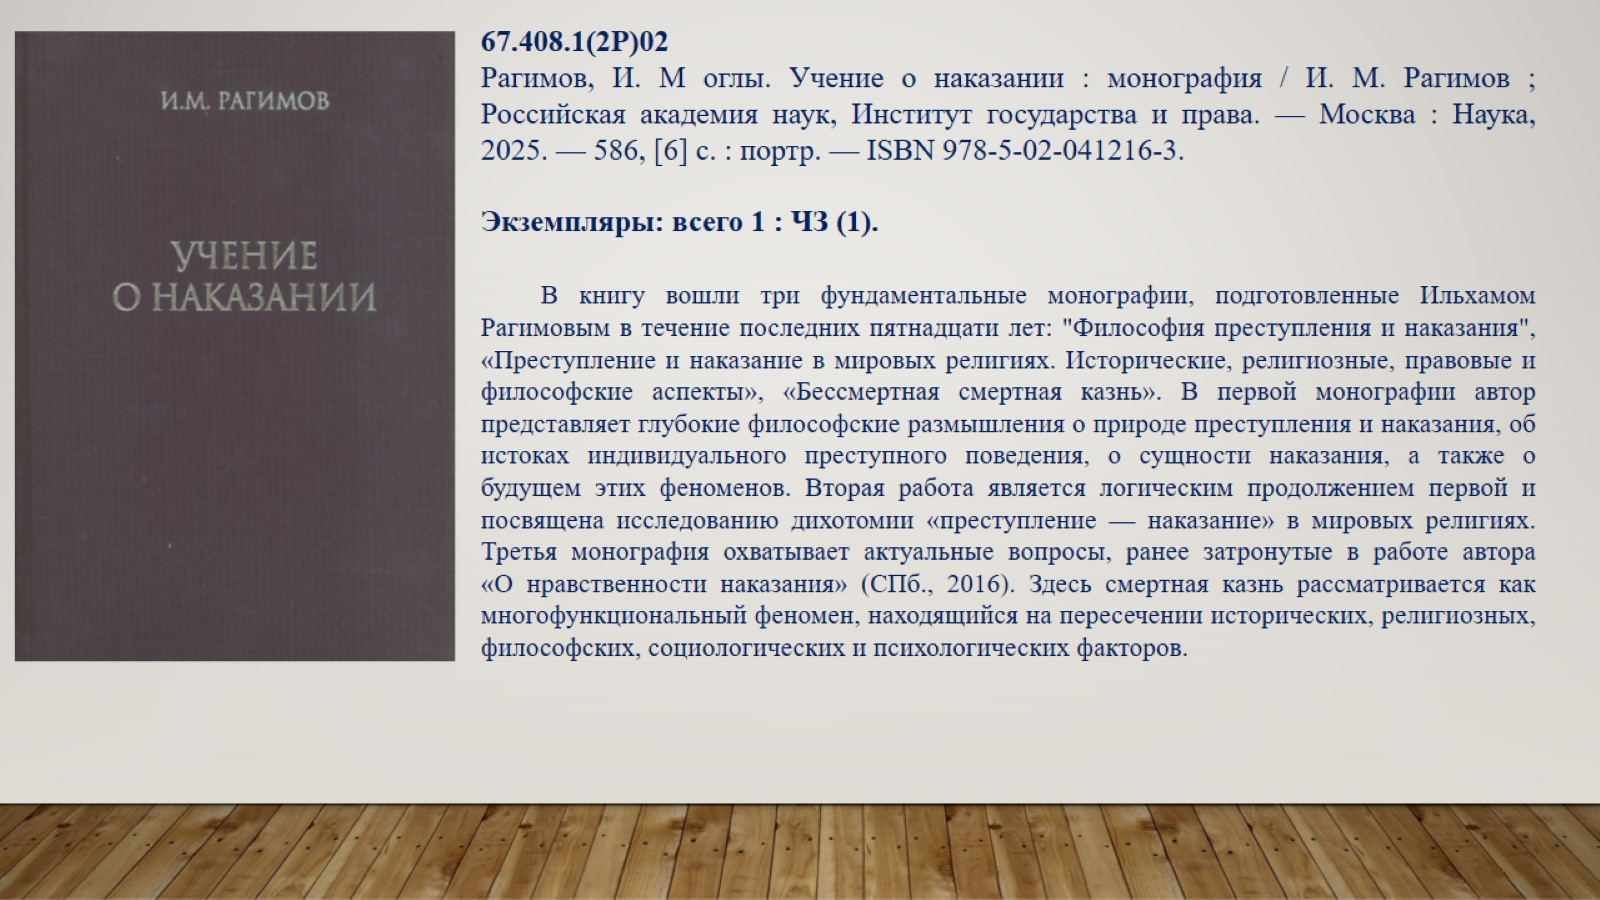 И.М. РАГИМОВ
УЧЕНИЕ
О НАКАЗАНИИ
67.408.1(2Р)02
Рагимов, И. М оглы. Учение о наказании : монография / И. М. Рагимов ;
Российская академия наук, Институт государства и права. — Москва : Наука,
2025. — 586, [6] с. : портр. — ISBN 978-5-02-041216-3.
Экземпляры: всего 1 : ЧЗ (1).
В книгу вошли три фундаментальные монографии, подготовленные Ильхамом
Рагимовым в течение последних пятнадцати лет: "Философия преступления и наказания",
«Преступление и наказание в мировых религиях. Исторические, религиозные, правовые и
философские аспекты», «Бессмертная смертная казнь». В первой монографии автор
представляет глубокие философские размышления о природе преступления и наказания, об
истоках индивидуального преступного поведения, о сущности наказания, а также о
будущем этих феноменов. Вторая работа является логическим продолжением первой и
посвящена исследованию дихотомии «преступление — наказание» в мировых религиях.
Третья монография охватывает актуальные вопросы, ранее затронутые в работе автора
«О нравственности наказания» (СПб., 2016). Здесь смертная казнь рассматривается как
многофункциональный феномен, находящийся на пересечении исторических, религиозных,
философских, социологических и психологических факторов.